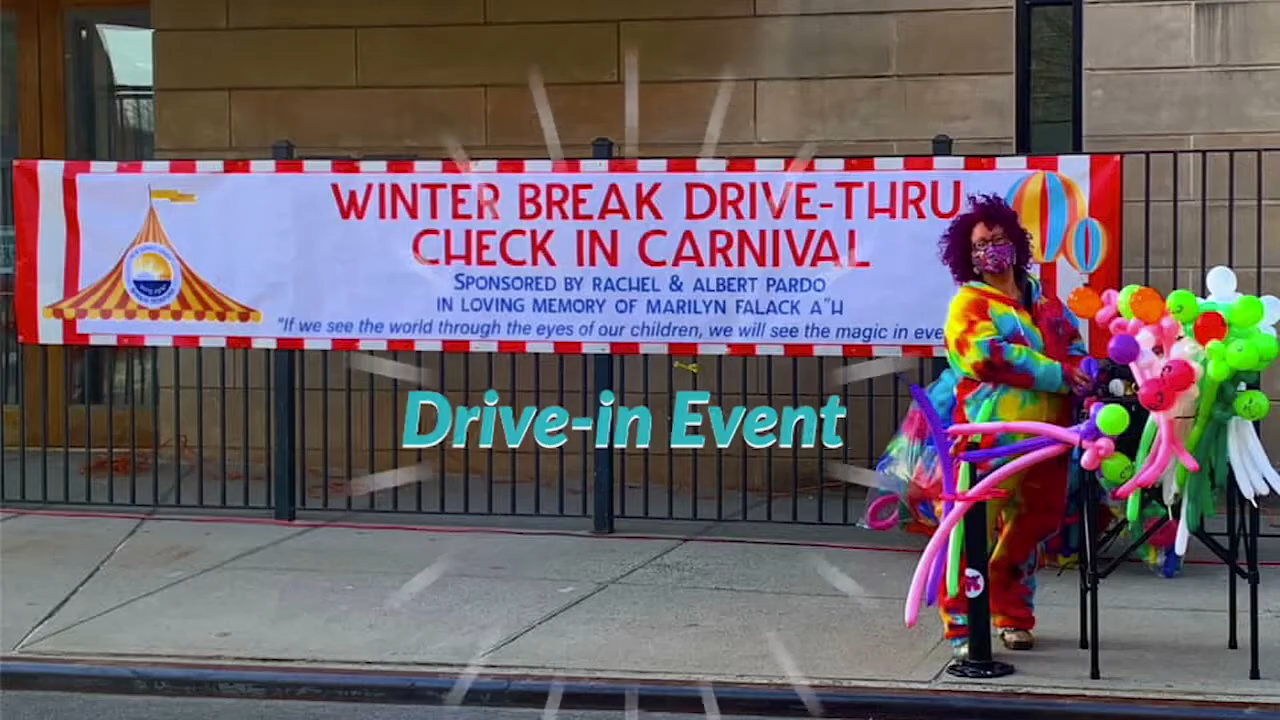 WINTER BREAK DRIVE-THRU
CHECK IN CARNIVAL
SPONSORED BY RACHEL & ALBERT PARDO
IN LOVING MEMORY OF MARILYN FALACK A"H
"If we see the world through the eyes of our children, we will see the magic in eve
Drive-in Event